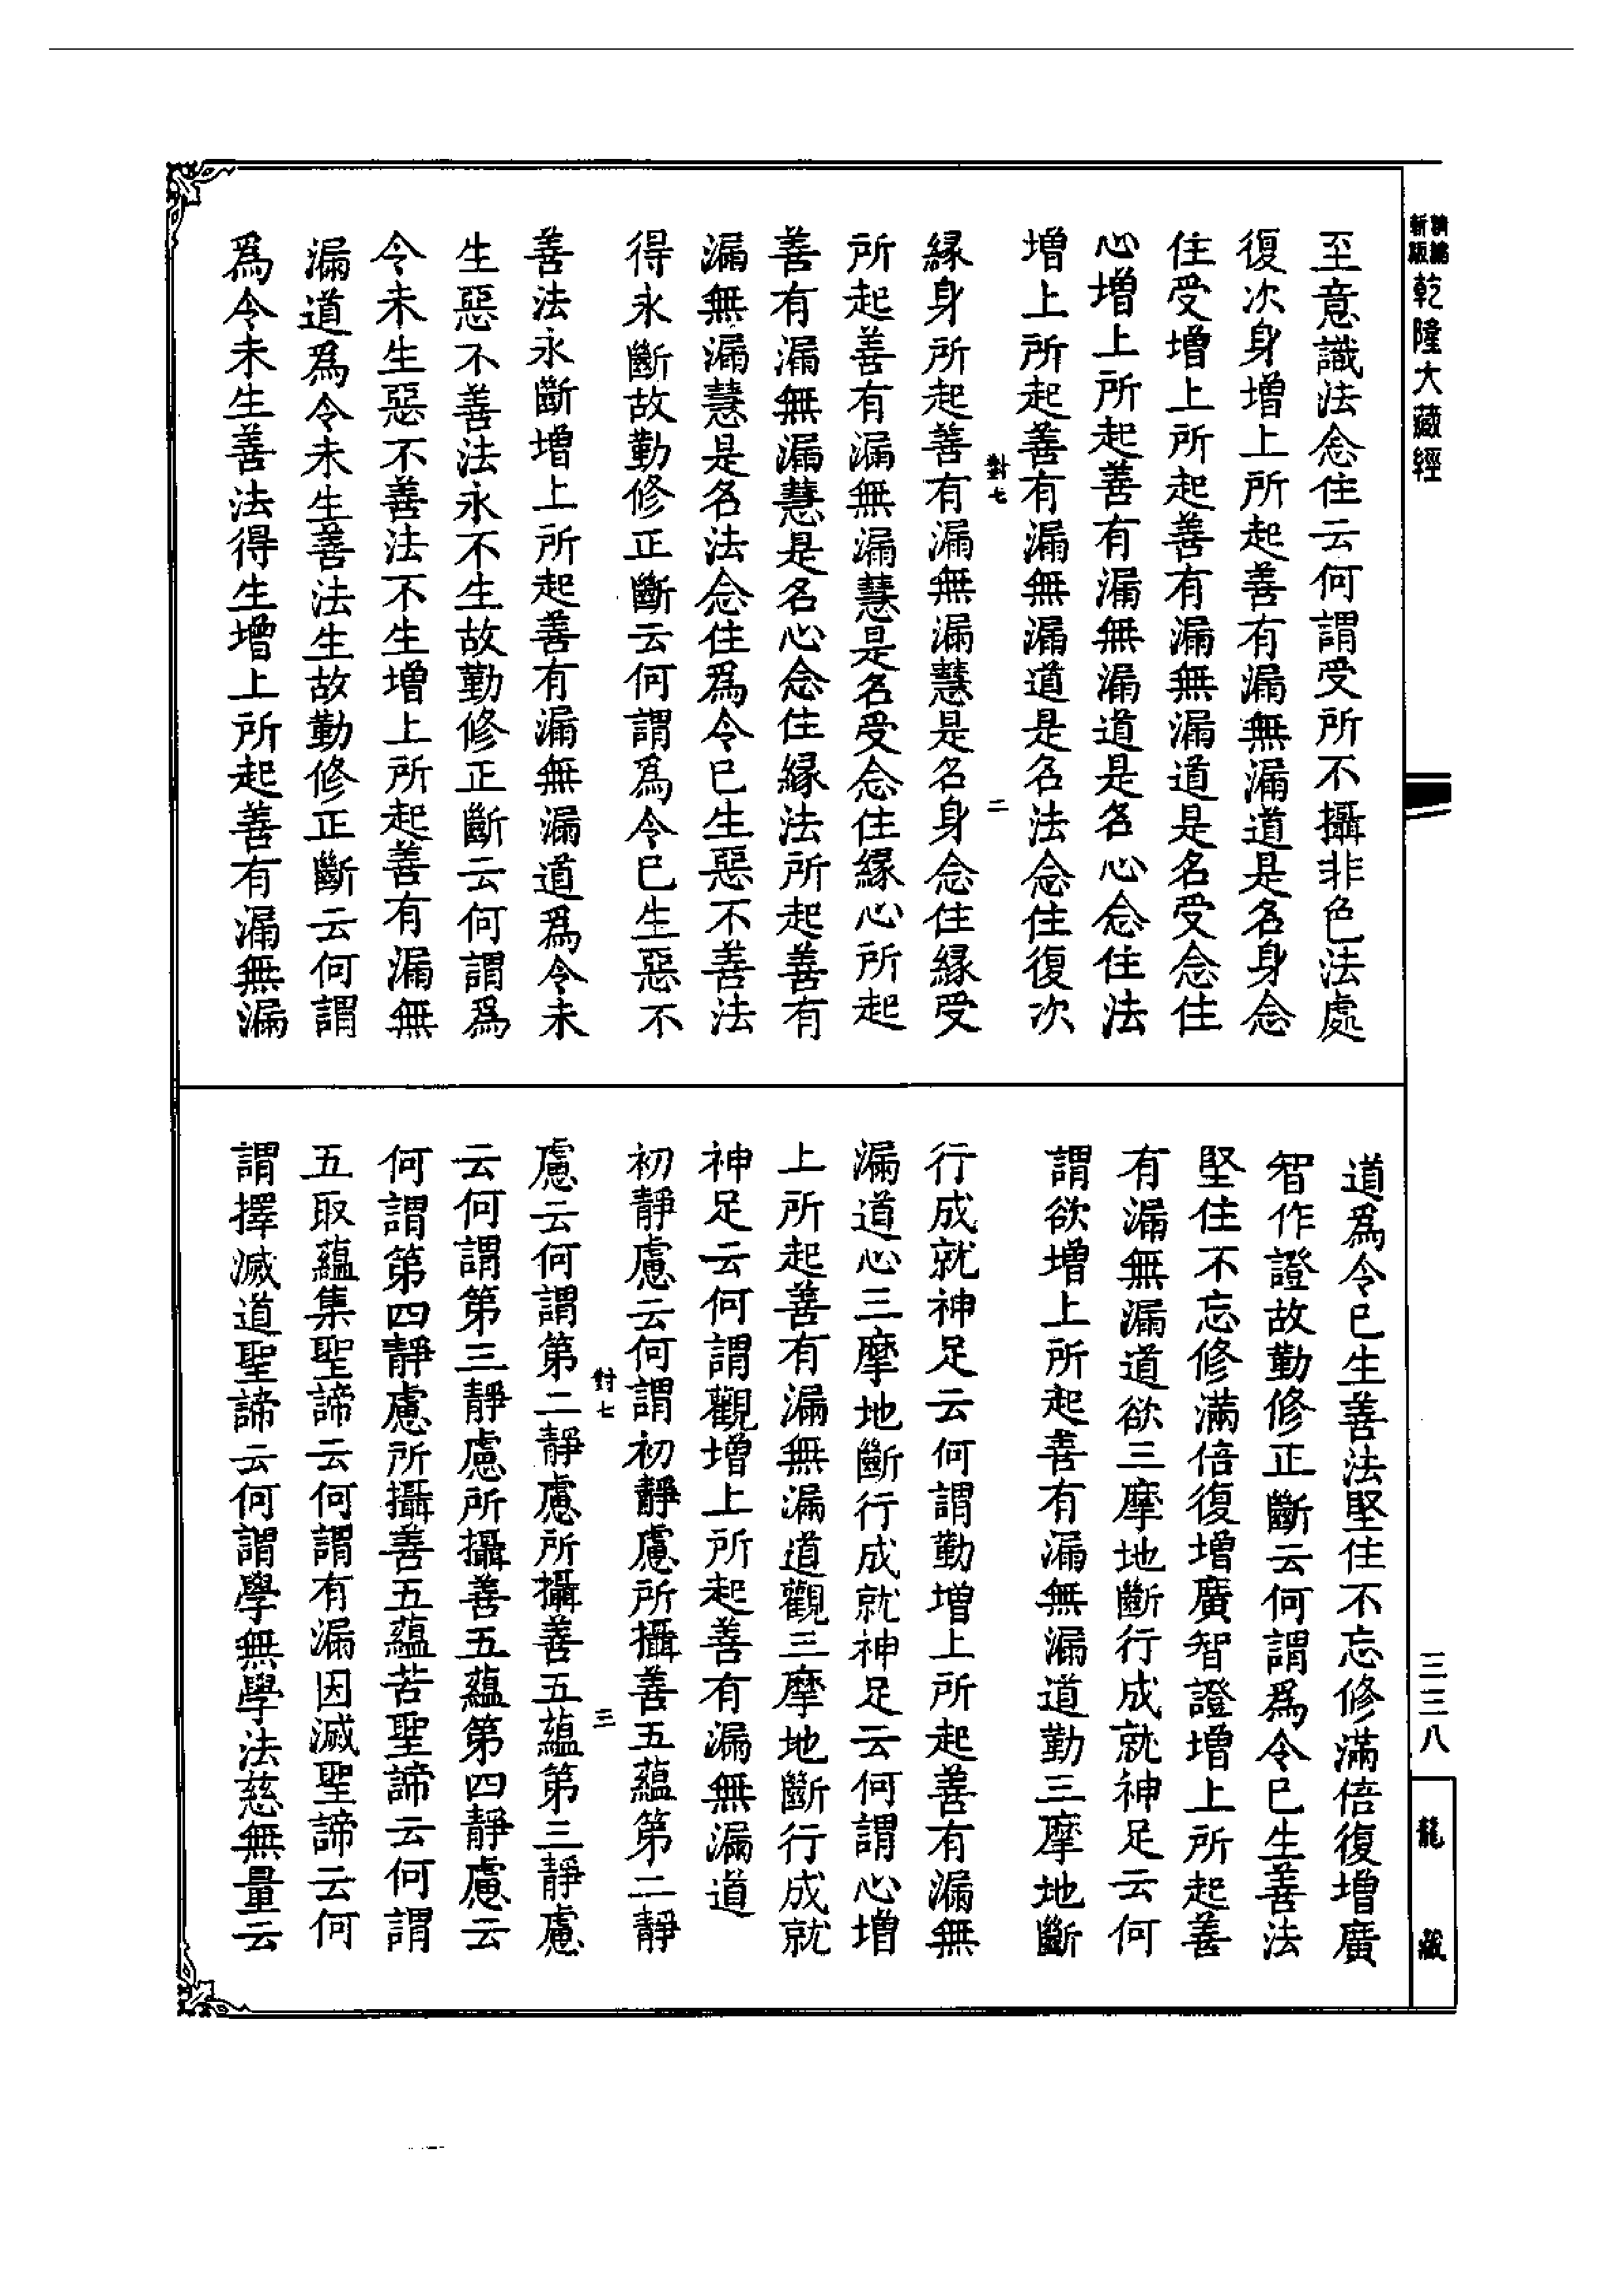 新編
新版
乾隆大藏經
至意識法念住云何謂受所不攝非色法處
復次身增上所起善有漏無漏道是名身念
住受增上所起善有漏無漏道是名受念住
心增上所起善有漏無漏道是名心念住法
增上所起善有漏無漏道是名法念住復次
對七
二
緣身所起善有漏無漏慧是名身念住緣受
所起善有漏無漏慧是名受念住緣心所起
善有漏無漏慧是名心念住緣法所起善有
漏無漏慧是名法念住為令已生惡不善法
得永斷故勤修正斷云何謂為令已生惡不
善法永斷增上所起善有漏無漏道為令未
生惡不善法永不生故勤修正斷云何謂為
令未生惡不善法不生增上所起善有漏無
漏道為令未生善法生故勤修正斷云何謂
為令未生善法得生增上所起善有漏無漏
道為令已生善法堅住不忘修滿倍復增廣
智作證故勤修正斷云何謂為令已生善法
堅住不忘修滿倍復增廣智證增上所起善
有漏無漏道欲三摩地斷行成就神足云何
謂欲增上所起善有漏無漏道勤三摩地斷
行成就神足云何謂勤增上所起善有漏無
漏道心三摩地斷行成就神足云何謂心增
上所起善有漏無漏道觀三摩地斷行成就
神足云何謂觀增上所起善有漏無漏道
初靜慮云何謂初靜慮所攝善五蘊第二靜
對七
三
慮云何謂第二靜慮所攝善五蘊第三靜慮
云何謂第三靜慮所攝善五蘊第四靜慮云
何謂第四靜慮所攝善五蘊苦聖諦云何謂
五取蘊集聖諦云何謂有漏因滅聖諦云何
謂擇滅道聖諦云何謂學無學法慈無量云
三三八
龍藏